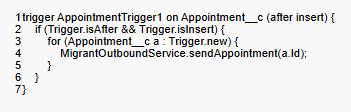 1trigger AppointmentTrigger1 on Appointment__c (after insert) {
2 if (Trigger.isAfter && Trigger.isInsert) {
3 for (Appointment__c a : Trigger.new) {
4 MigrantOutboundService.sendAppointment(a.Id);
5 }
6 }
7}